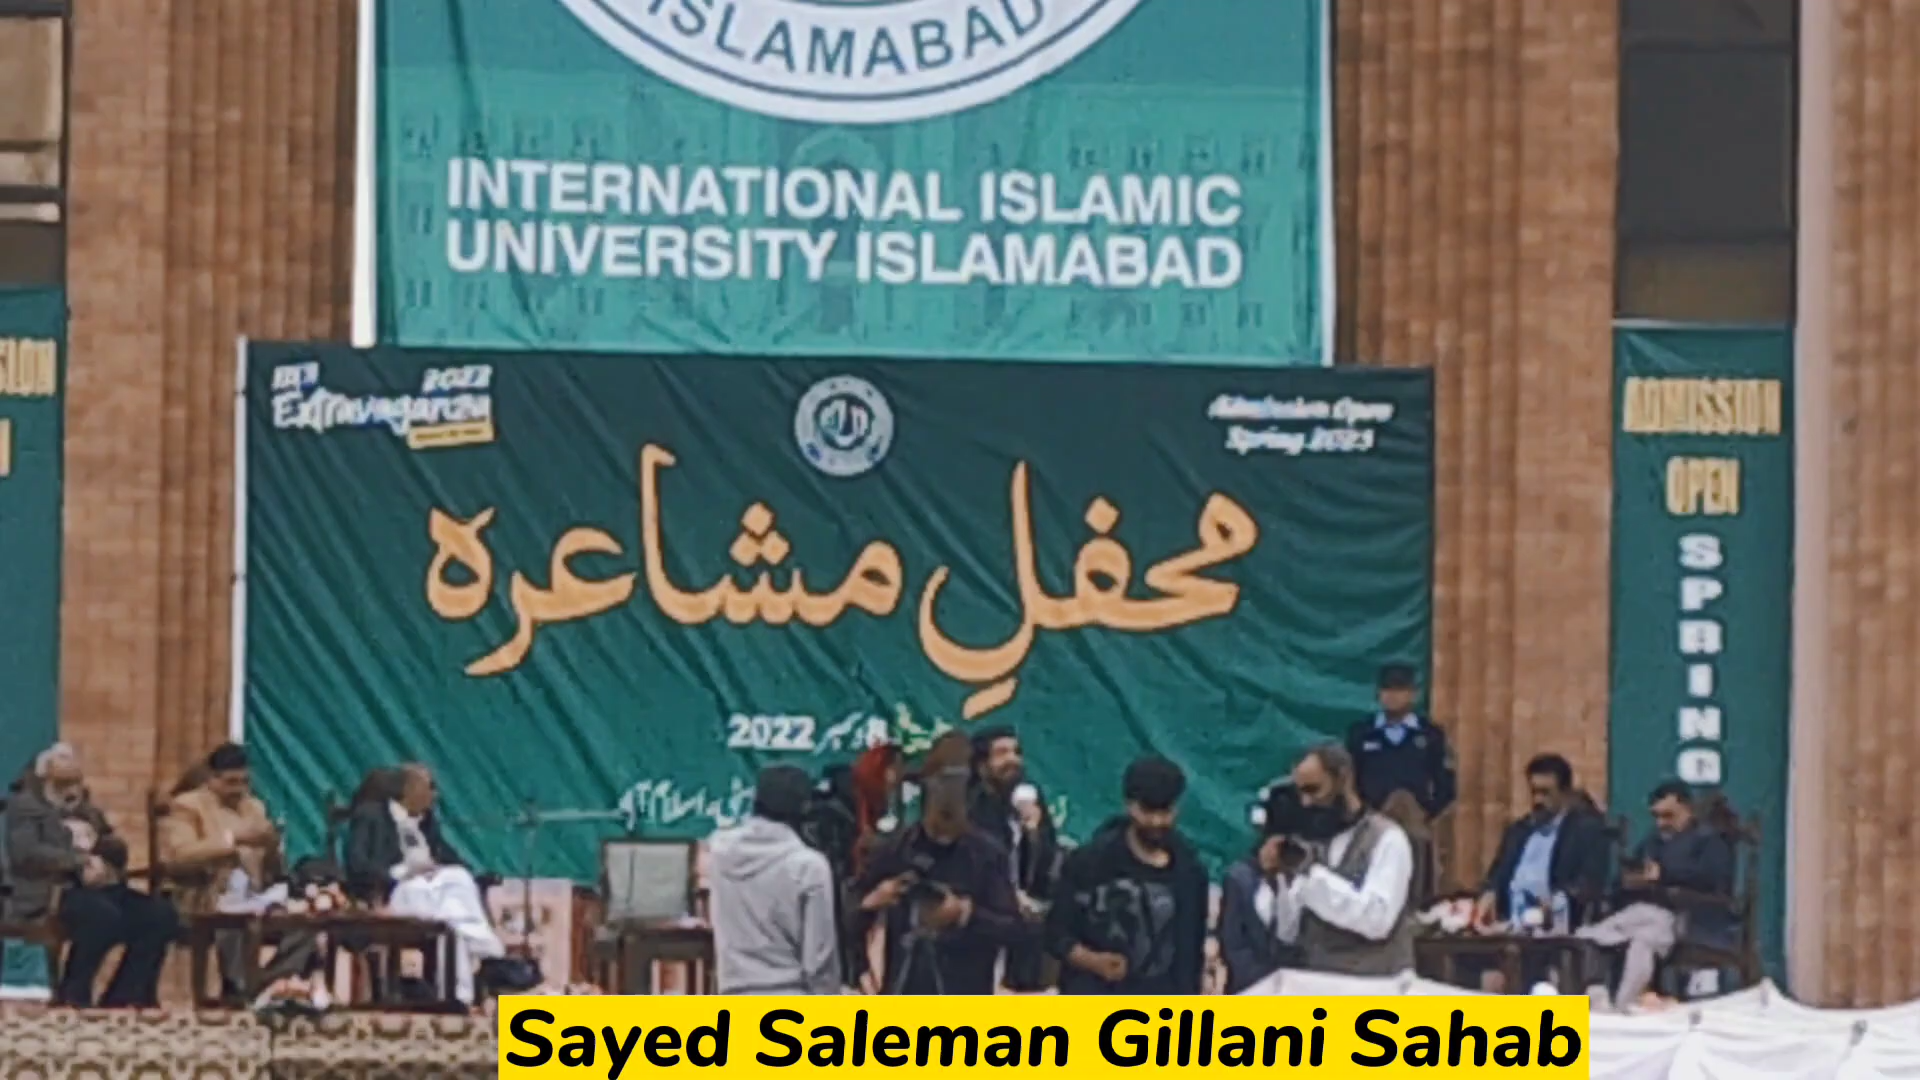 ISLAMABAD
INTERNATIONAL ISLAMIC
UNIVERSITY ISLAMABAD
2022
Extravaganza
Admission Open
Spring 2023
محفلِ مشاعرہ
2022
ADMISSION
OPEN
SPRING
Sayed Saleman Gillani Sahab